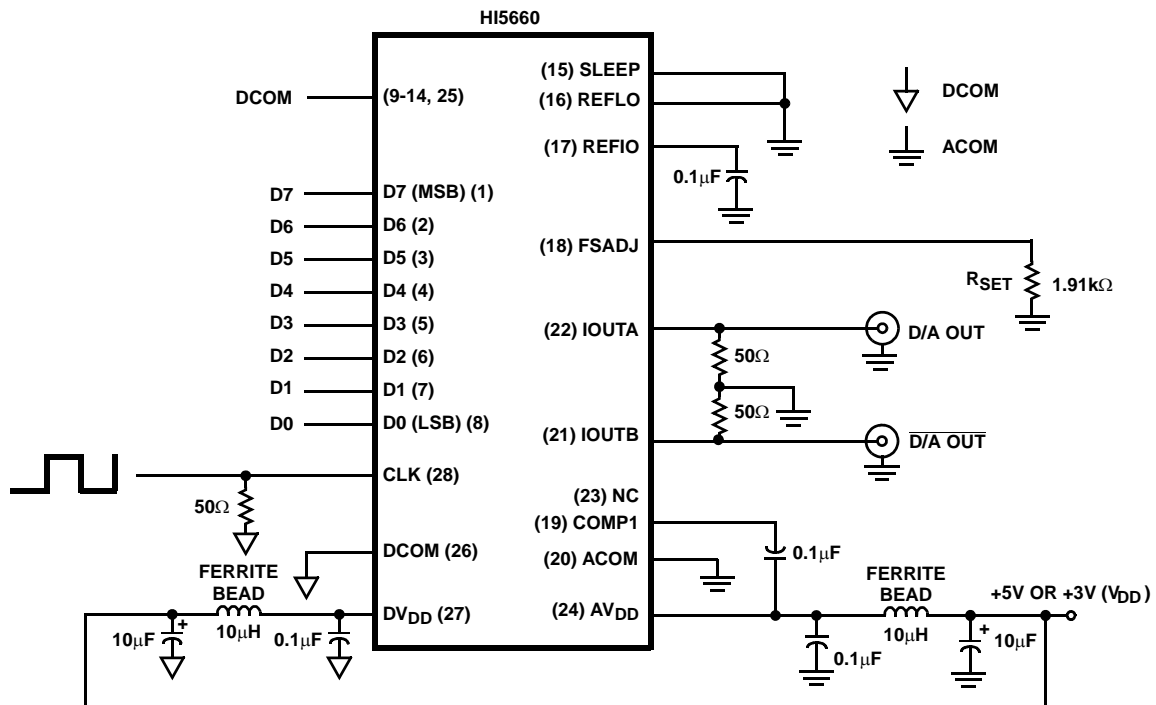 HI5660
DCOM
(9-14, 25)
D7
D7 (MSB) (1)
D6
D6 (2)
D5
D5 (3)
D4
D4 (4)
D3
D3 (5)
D2
D2 (6)
D1
D1 (7)
D0
D0 (LSB) (8)
CLK (28)
50Ω
DCOM (26)
FERRITE
BEAD
DVDD (27)
10μF
+
10μH
0.1μF
(15) SLEEP
(16) REFLO
(17) REFIO
0.1μF
(18) FSADJ
RSET
1.91kΩ
(22) IOUTA
D/A OUT
50Ω
50Ω
(21) IOUTB
D/A OUT
(23) NC
(19) COMP1
0.1μF
(20) ACOM
FERRITE
BEAD
+5V OR +3V (VDD)
(24) AVDD
10μH
+
10μF
0.1μF
DCOM
ACOM